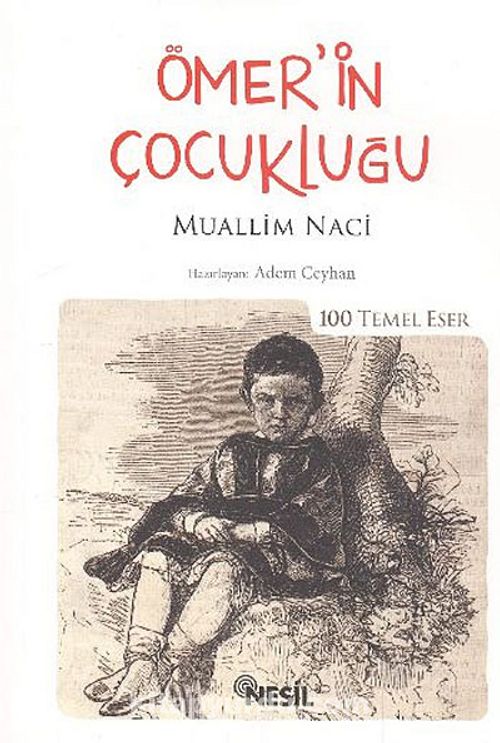 ÖMER'İN
ÇOCUKLUĞU
MUALLİM NACİ
Hazırlayan: Adem Ceyhan
100 TEMEL ESER
NESİL